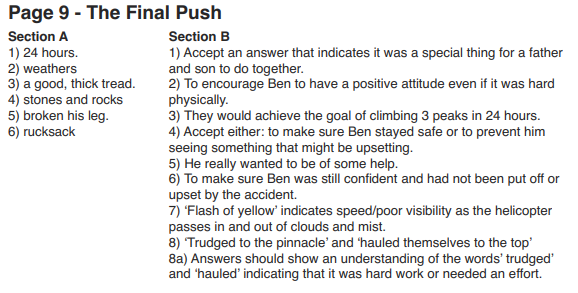 Page 9 - The Final Push
Section A
1) 24 hours.
2) weathers
3) a good, thick tread.
4) stones and rocks
5) broken his leg.
6) rucksack
Section B
1) Accept an answer that indicates it was a special thing for a father
and son to do together.
2) To encourage Ben to have a positive attitude even if it was hard
physically.
3) They would achieve the goal of climbing 3 peaks in 24 hours.
4) Accept either: to make sure Ben stayed safe or to prevent him
seeing something that might be upsetting.
5) He really wanted to be of some help.
6) To make sure Ben was still confident and had not been put off or
upset by the accident.
7) ‘Flash of yellow’ indicates speed/poor visibility as the helicopter
passes in and out of clouds and mist.
8) ‘Trudged to the pinnacle’ and ‘hauled themselves to the top’
8a) Answers should show an understanding of the words’ trudged’
and ‘hauled’ indicating that it was hard work or needed an effort.